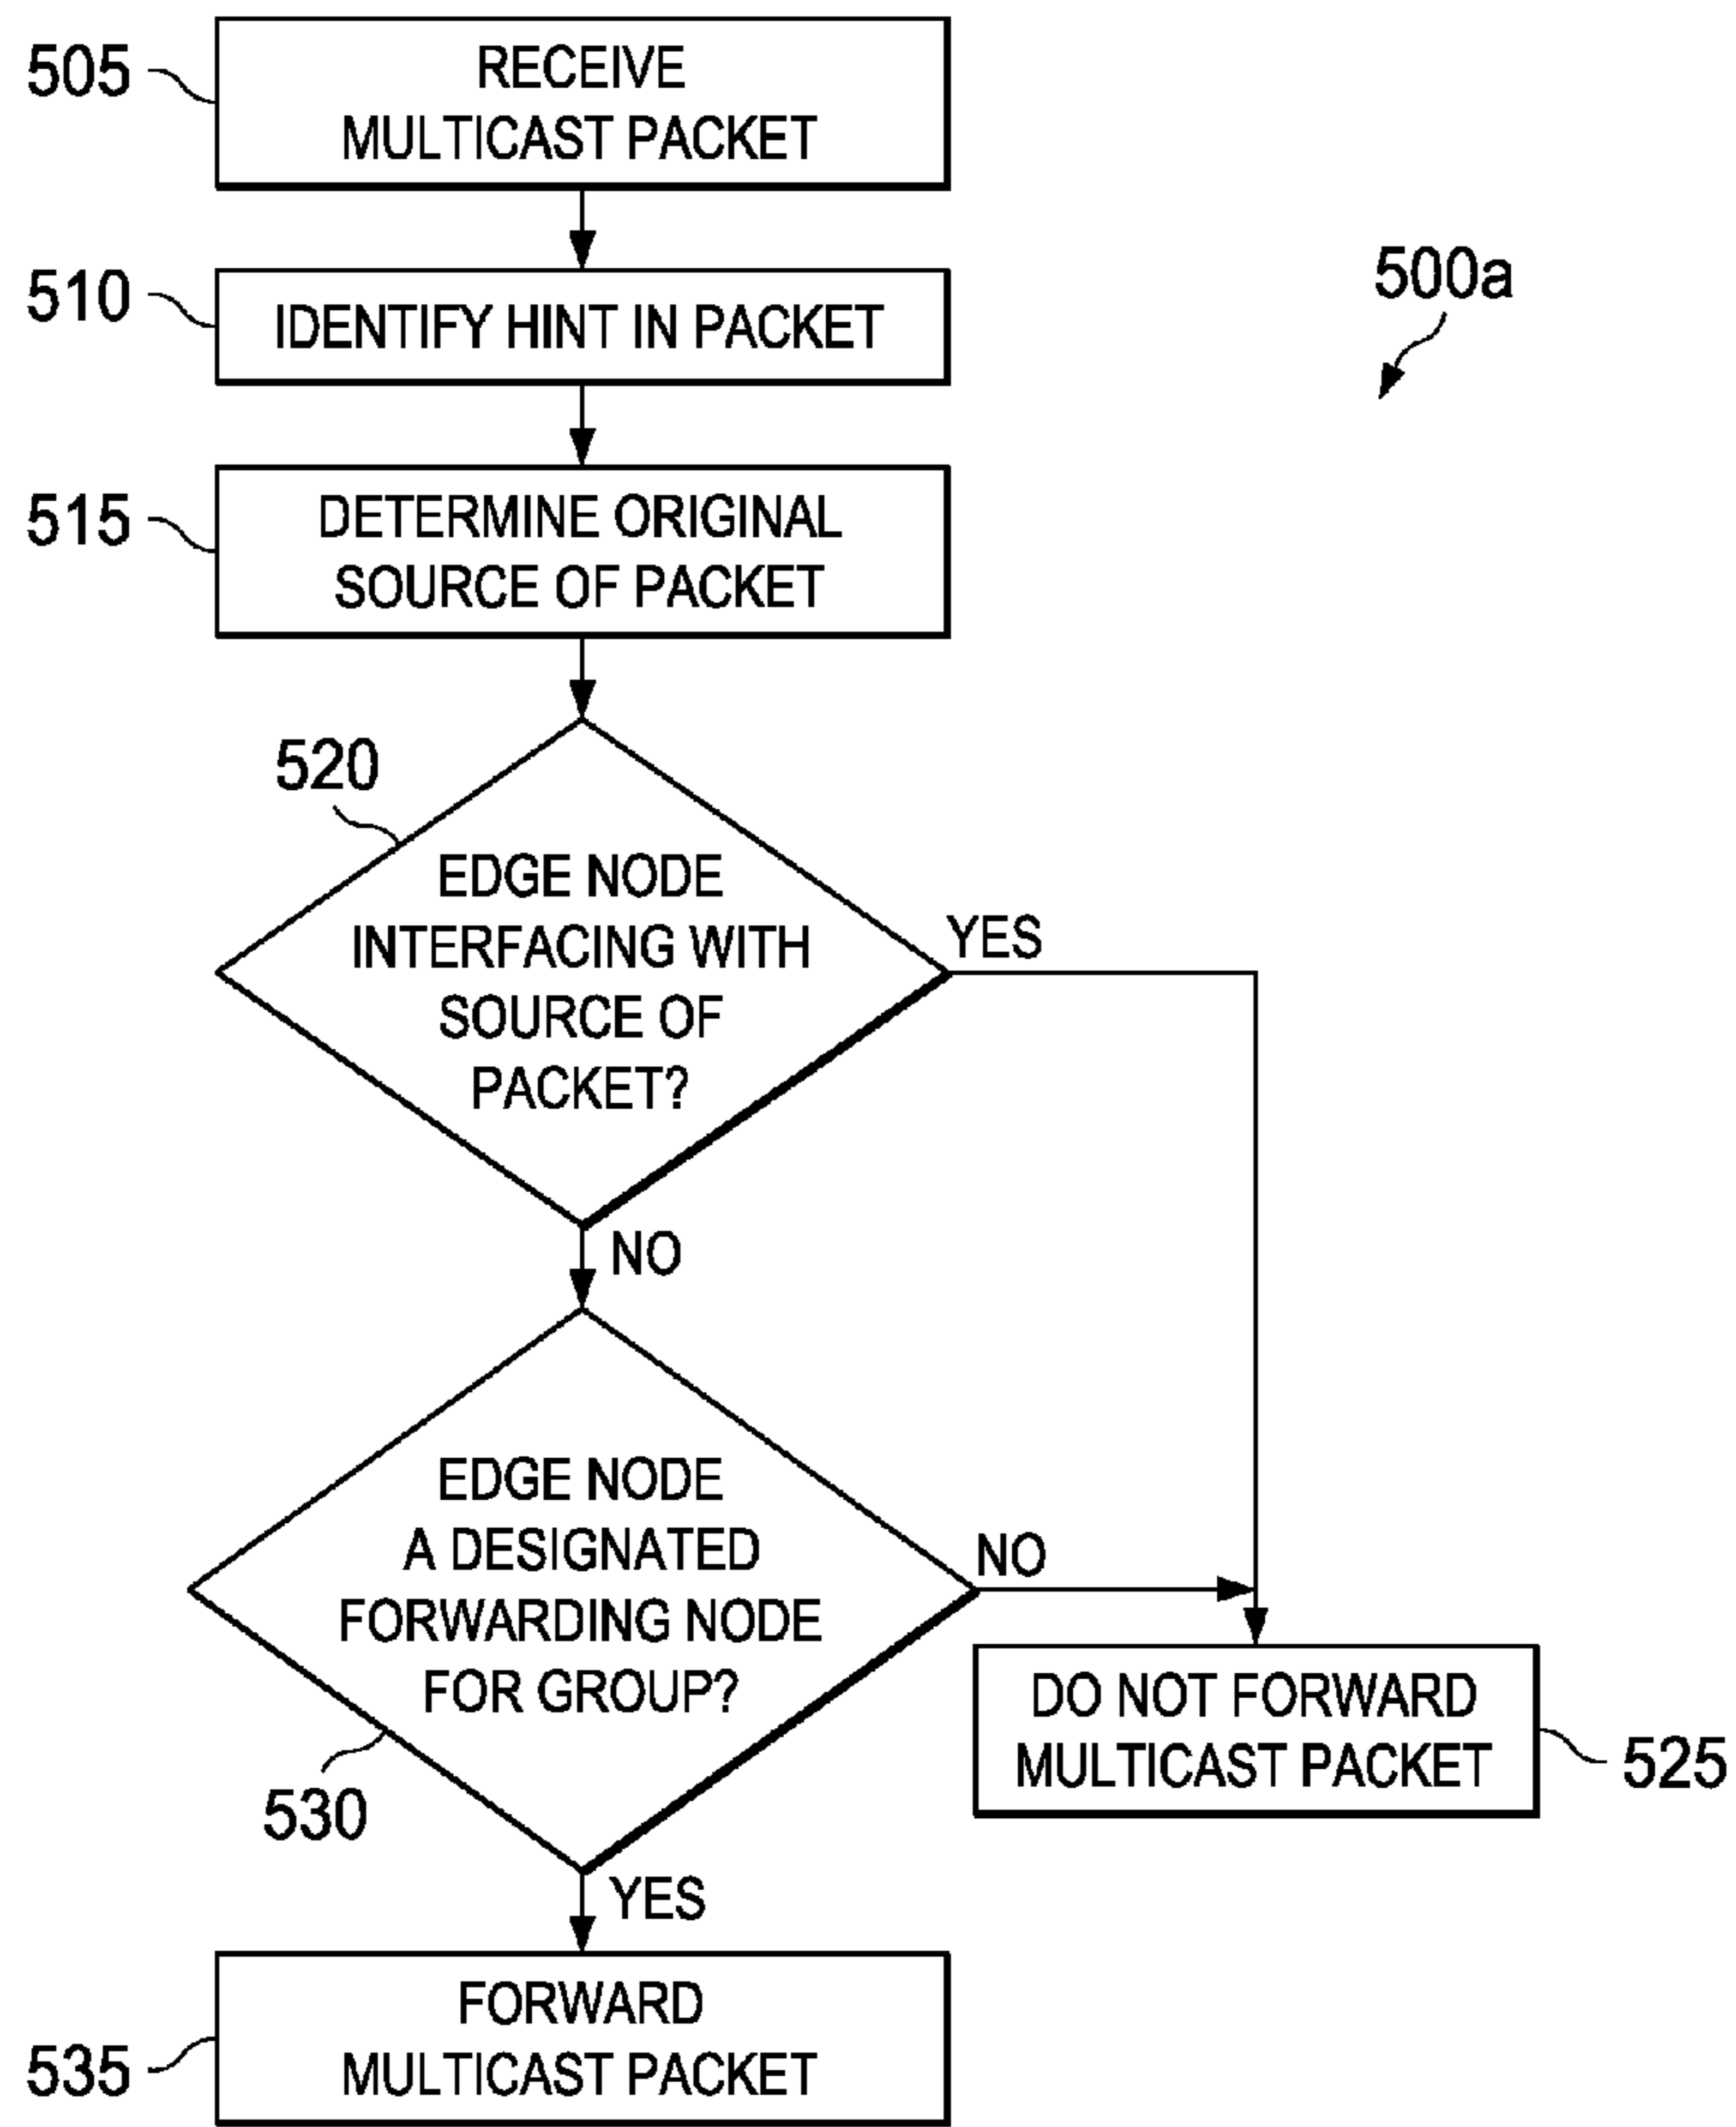 505
RECEIVE
MULTICAST PACKET
510
IDENTIFY HINT IN PACKET
500a
515
DETERMINE ORIGINAL
SOURCE OF PACKET
520
EDGE NODE
INTERFACING WITH
SOURCE OF
PACKET?
YES
NO
EDGE NODE
A DESIGNATED
FORWARDING NODE
FOR GROUP?
NO
530
DO NOT FORWARD
MULTICAST PACKET
525
YES
535
FORWARD
MULTICAST PACKET